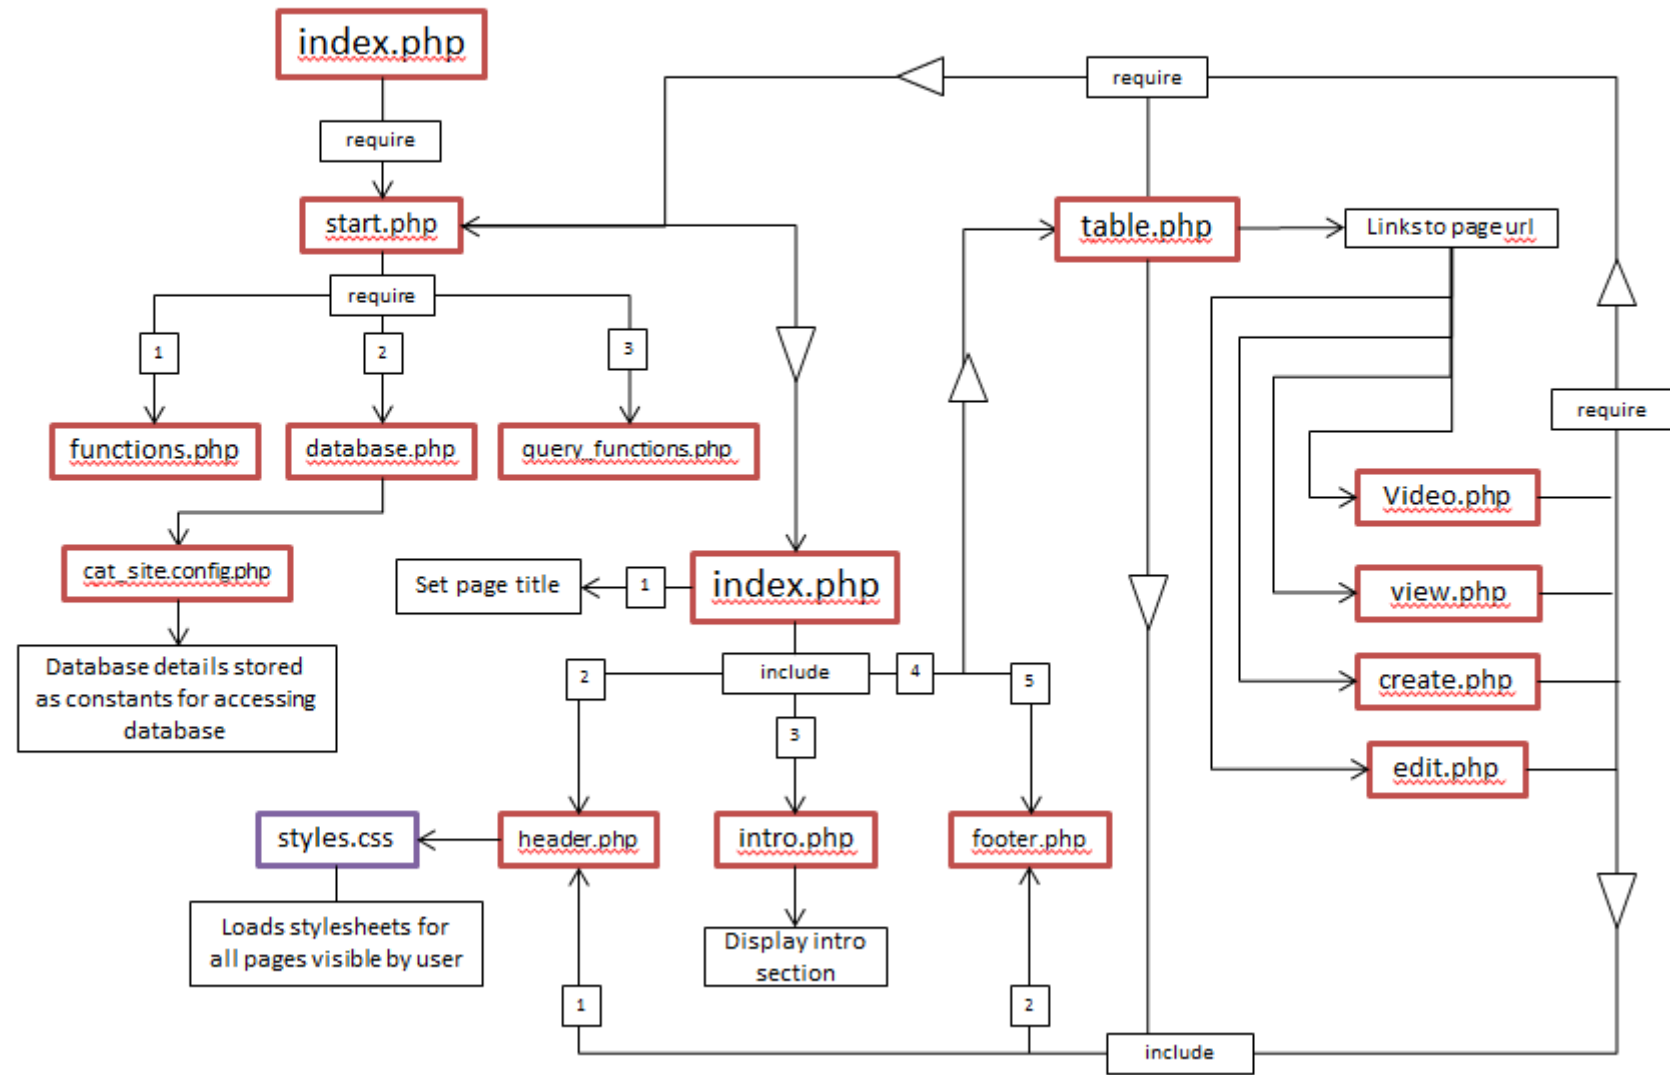 index.php
require
require
start.php
table.php
Links to page url
require
1
2
3
require
functions.php
database.php
query_functions.php
Video.php
cat_site.config.php
Set page title
1
index.php
view.php
Database details stored
as constants for accessing
database
2
include
4
5
create.php
3
edit.php
styles.css
header.php
intro.php
footer.php
Loads stylesheets for
all pages visible by user
Display intro
section
1
2
include